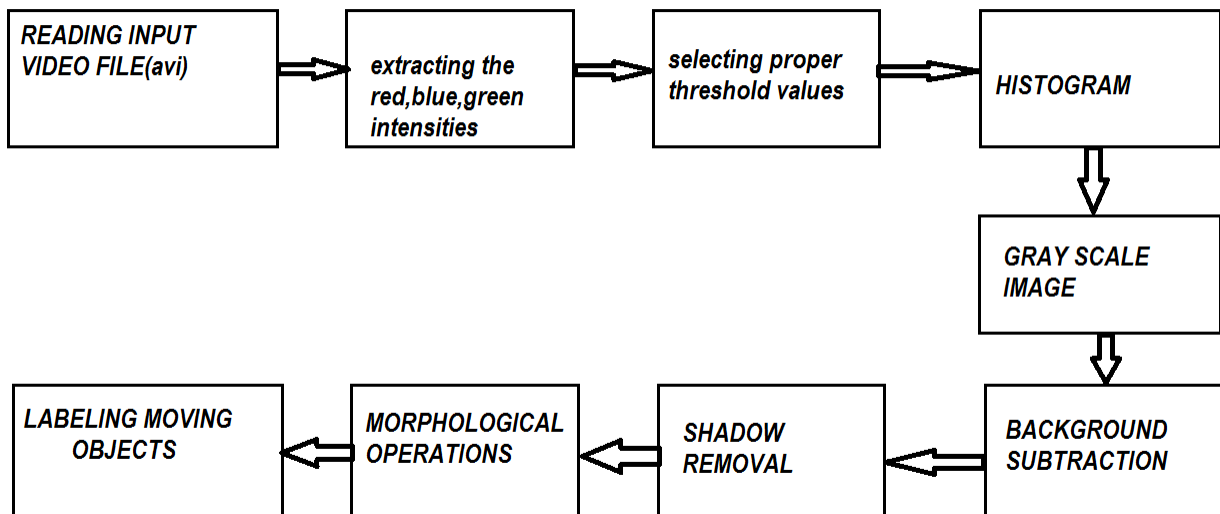 READING INPUT
VIDEO FILE(avi)
extracting the
red,blue,green
intensities
selecting proper
threshold values
HISTOGRAM
GRAY SCALE
IMAGE
BACKGROUND
SUBTRACTION
SHADOW
REMOVAL
MORPHOLOGICAL
OPERATIONS
LABELING MOVING
OBJECTS